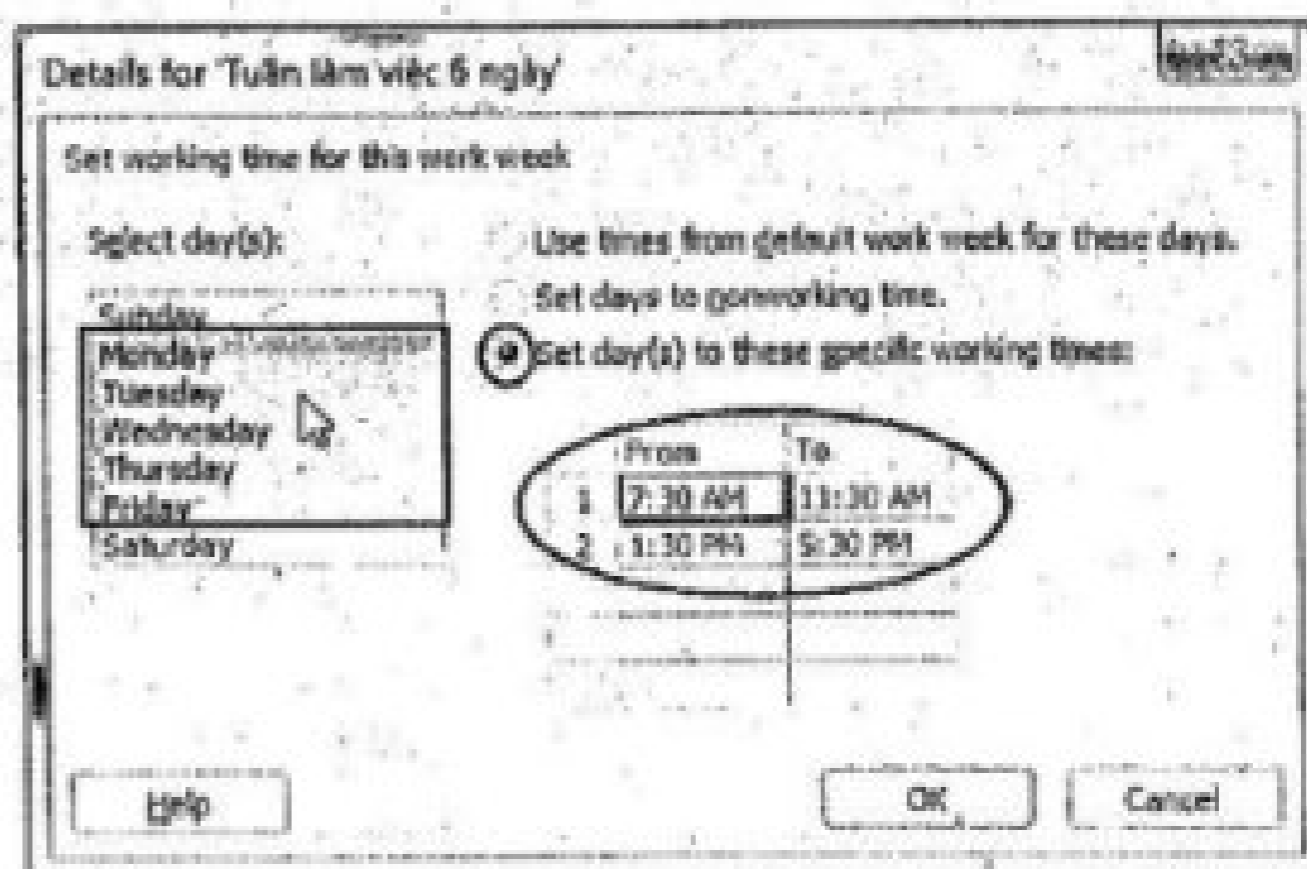 Details for 'Tuần làm việc 6 ngày'
Set working time for this work week
Select day(s):
Sunday
Monday
Tuesday
Wednesday
Thursday
Friday
Saturday
Use times from default work week for these days.
Set days to nonworking time.
Set day(s) to these specific working times:
From To
1 7:30 AM 11:30 AM
2 1:30 PM 5:30 PM
Help OK Cancel